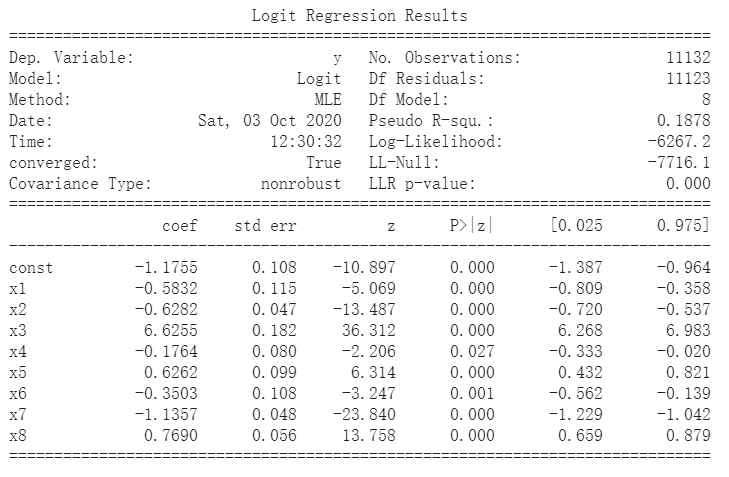 Logit Regression Results
==============================================================================
Dep. Variable: y No. Observations: 11132
Model: Logit Df Residuals: 11123
Method: MLE Df Model: 8
Date: Sat, 03 Oct 2020 Pseudo R-squ.: 0.1878
Time: 12:30:32 Log-Likelihood: -6267.2
converged: True LL-Null: -7716.1
Covariance Type: nonrobust LLR p-value: 0.000
==============================================================================
coef std err z P>|z| [0.025 0.975]
------------------------------------------------------------------------------
const -1.1755 0.108 -10.897 0.000 -1.387 -0.964
x1 -0.5832 0.115 -5.069 0.000 -0.809 -0.358
x2 -0.6282 0.047 -13.487 0.000 -0.720 -0.537
x3 6.6255 0.182 36.312 0.000 6.268 6.983
x4 -0.1764 0.080 -2.206 0.027 -0.333 -0.020
x5 0.6262 0.099 6.314 0.000 0.432 0.821
x6 -0.3503 0.108 -3.247 0.001 -0.562 -0.139
x7 -1.1357 0.048 -23.840 0.000 -1.229 -1.042
x8 0.7690 0.056 13.758 0.000 0.659 0.879
==============================================================================